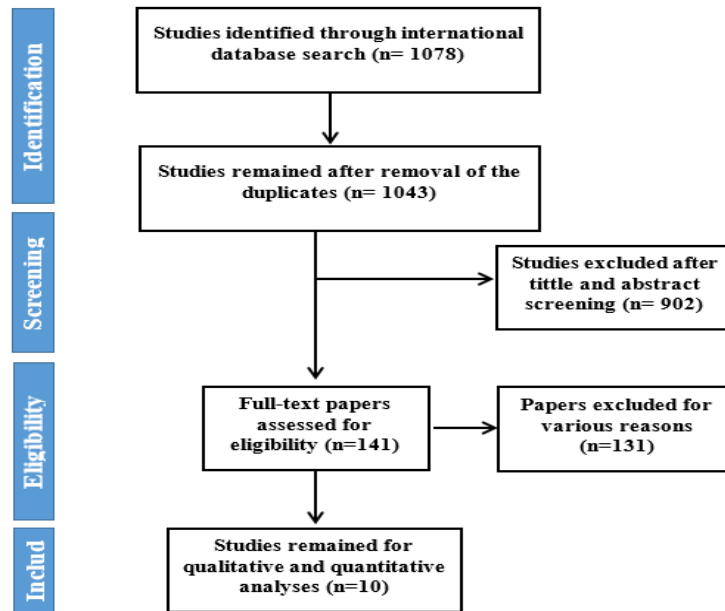 Identification
Studies identified through international
database search (n= 1078)
Studies remained after removal of the
duplicates (n= 1043)
Screening
Studies excluded after
tittle and abstract
screening (n= 902)
Eligibility
Full-text papers
assessed for
eligibility (n=141)
Papers excluded for
various reasons
(n=131)
Includ
Studies remained for
qualitative and quantitative
analyses (n=10)